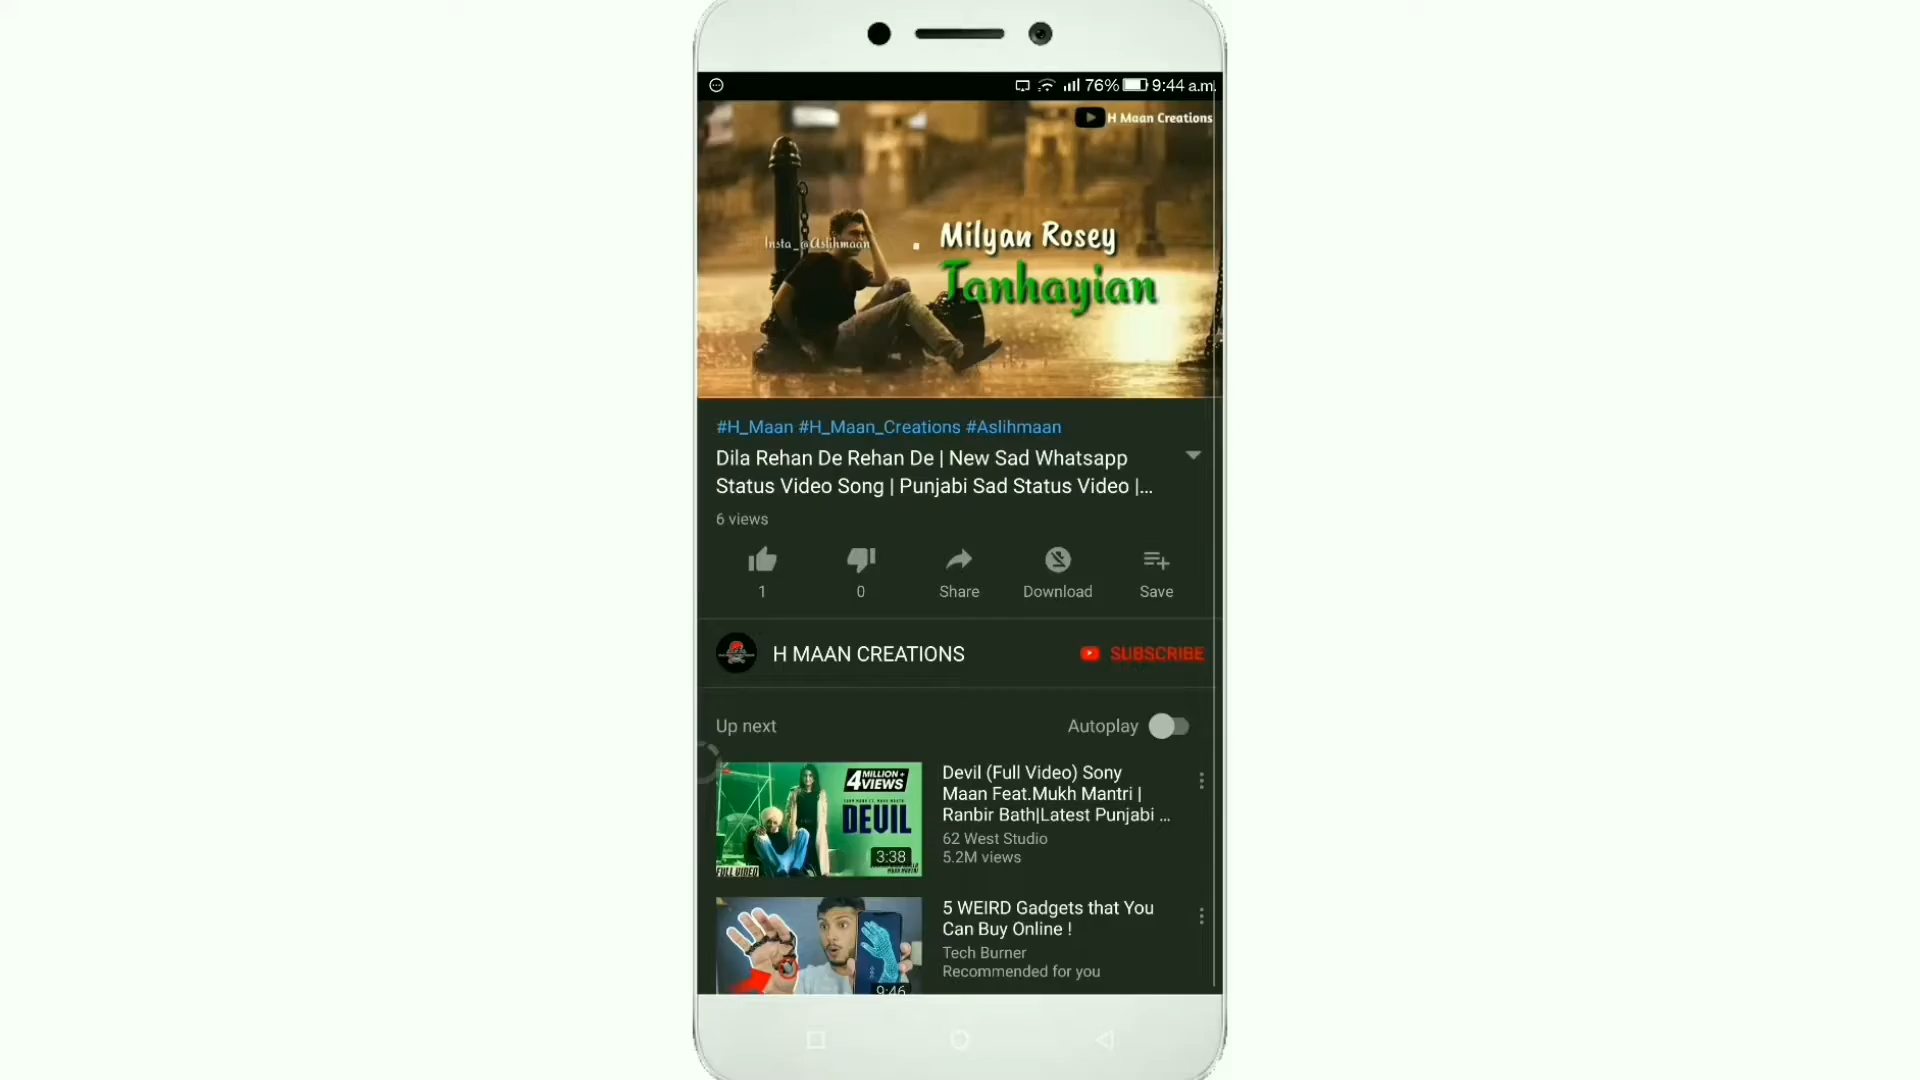 76% 9:44 a.m.
H Maan Creations
Insta_@Aslihmaan
Milyan Rosey
Tanhayian
#H_Maan #H_Maan_Creations #Aslihmaan
Dila Rehan De Rehan De | New Sad Whatsapp
Status Video Song | Punjabi Sad Status Video |...
6 views
1 0 Share Download Save
H MAAN CREATIONS SUBSCRIBE
Up next Autoplay
4 MILLION+
VIEWS
DEVIL
3:38
FULL VIDEO
Devil (Full Video) Sony
Maan Feat.Mukh Mantri |
Ranbir Bath|Latest Punjabi ...
62 West Studio
5.2M views
9:46
5 WEIRD Gadgets that You
Can Buy Online !
Tech Burner
Recommended for you